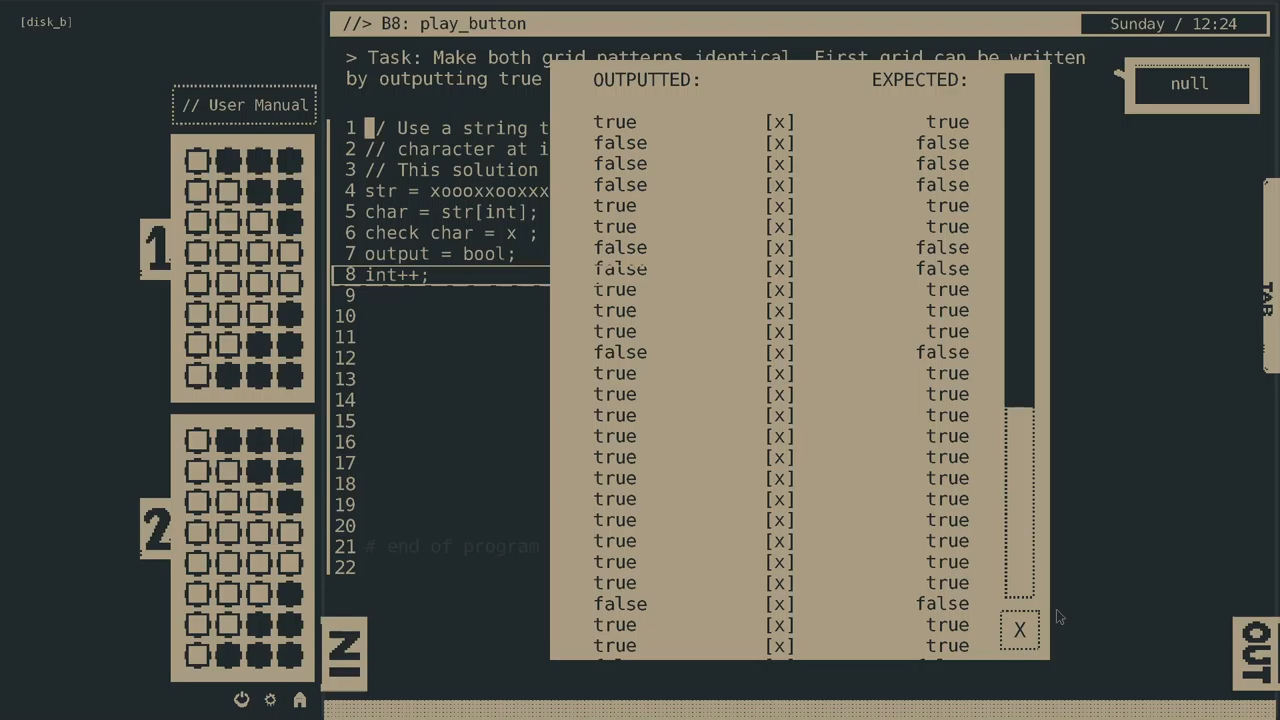 [disk_b]
//> B8: play_button
Sunday / 12:24
> Task: Make both grid patterns identical. First grid can be written
by outputting true
null
// User Manual
1 // Use a string t
2 // character at i
3 // This solution
4 str = xoooxxooxxx
5 char = str[int];
6 check char = x ;
7 output = bool;
8 int++;
9
10
11
12
13
14
15
16
17
18
19
20
21 # end of program
22
1
2
OUTPUTTED: EXPECTED:
true [x] true
false [x] false
false [x] false
false [x] false
true [x] true
true [x] true
false [x] false
false [x] false
true [x] true
true [x] true
true [x] true
false [x] false
true [x] true
true [x] true
true [x] true
true [x] true
true [x] true
true [x] true
true [x] true
true [x] true
true [x] true
true [x] true
true [x] true
false [x] false
true [x] true
true [x] true
X
TAB
IN
OUT